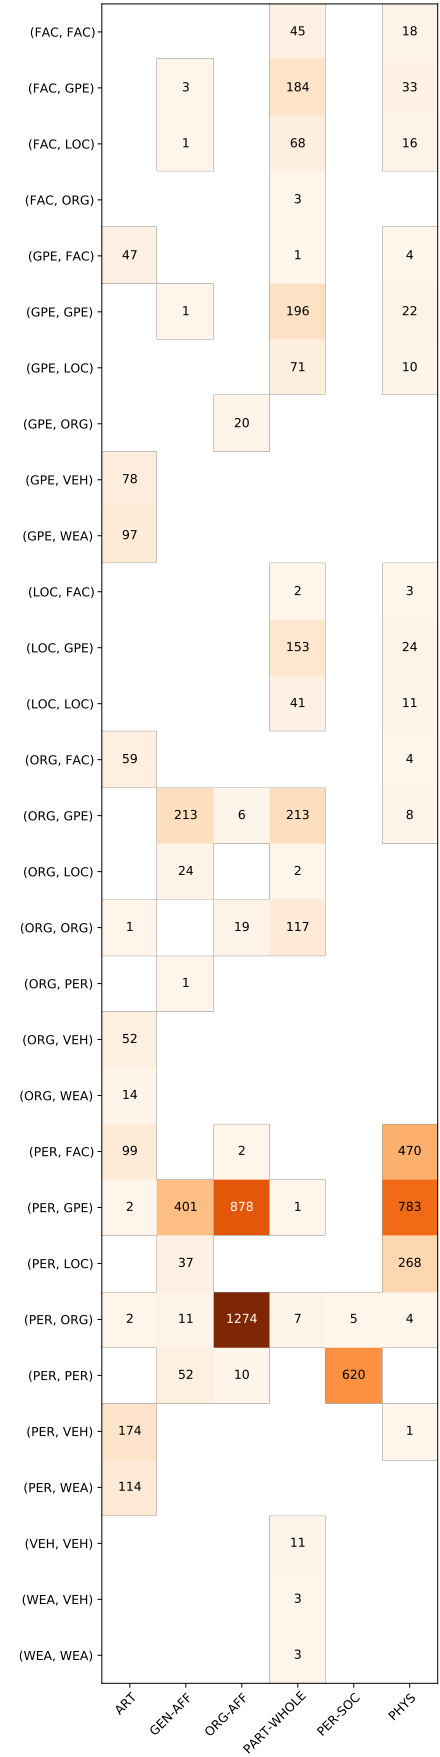 (FAC, FAC) 45 18
(FAC, GPE) 3 184 33
(FAC, LOC) 1 68 16
(FAC, ORG) 3
(GPE, FAC) 47 1 4
(GPE, GPE) 1 196 22
(GPE, LOC) 71 10
(GPE, ORG) 20
(GPE, VEH) 78
(GPE, WEA) 97
(LOC, FAC) 2 3
(LOC, GPE) 153 24
(LOC, LOC) 41 11
(ORG, FAC) 59 4
(ORG, GPE) 213 6 213 8
(ORG, LOC) 24 2
(ORG, ORG) 1 19 117
(ORG, PER) 1
(ORG, VEH) 52
(ORG, WEA) 14
(PER, FAC) 99 2 470
(PER, GPE) 2 401 878 1 783
(PER, LOC) 37 268
(PER, ORG) 2 11 1274 7 5 4
(PER, PER) 52 10 620
(PER, VEH) 174 1
(PER, WEA) 114
(VEH, VEH) 11
(WEA, VEH) 3
(WEA, WEA) 3
ART GEN-AFF ORG-AFF PART-WHOLE PER-SOC PHYS